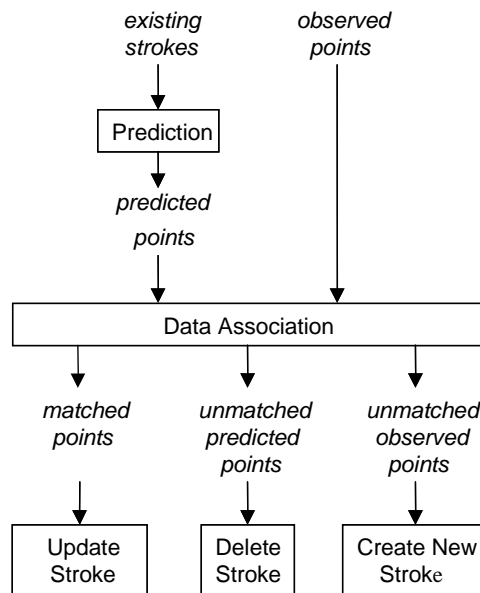 existing
strokes
observed
points
Prediction
predicted
points
Data Association
matched
points
unmatched
predicted
points
unmatched
observed
points
Update
Stroke
Delete
Stroke
Create New
Stroke